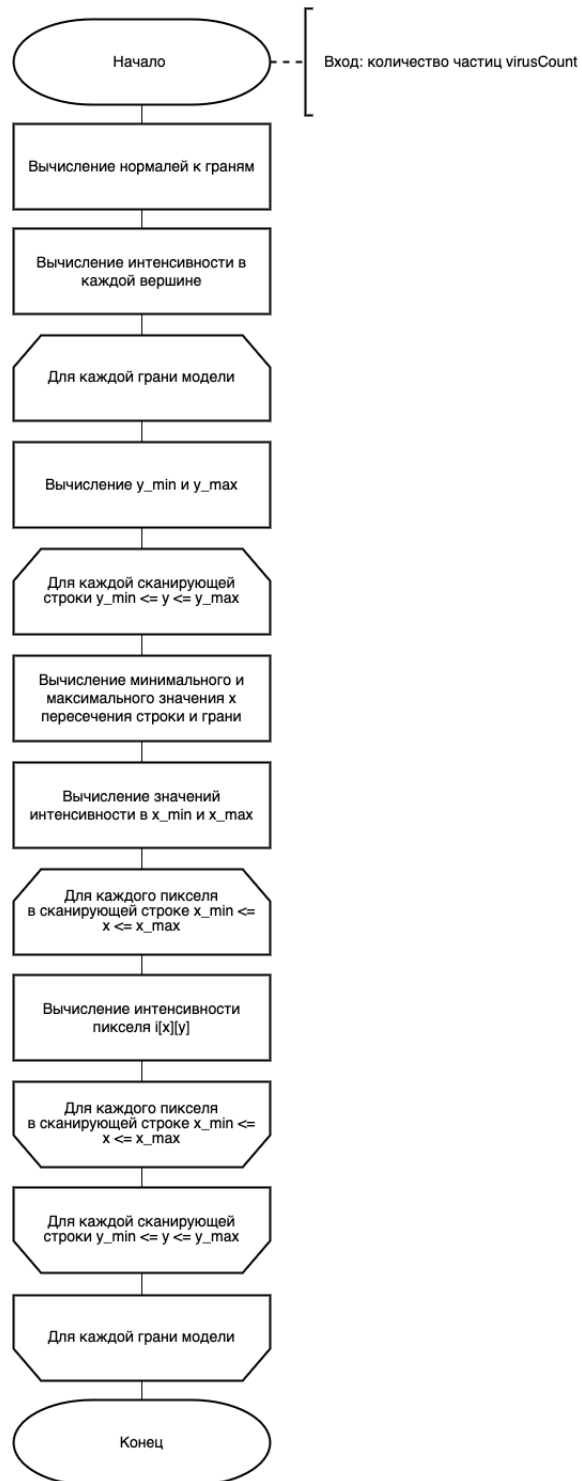 Начало
Вход: количество частиц virusCount
Вычисление нормалей к граням
Вычисление интенсивности в
каждой вершине
Для каждой грани модели
Вычисление y_min и y_max
Для каждой сканирующей
строки y_min <= y <= y_max
Вычисление минимального и
максимального значения x
пересечения строки и грани
Вычисление значений
интенсивности в x_min и x_max
Для каждого пикселя
в сканирующей строке x_min <=
x <= x_max
Вычисление интенсивности
пикселя i[x][y]
Для каждого пикселя
в сканирующей строке x_min <=
x <= x_max
Для каждой сканирующей
строки y_min <= y <= y_max
Для каждой грани модели
Конец